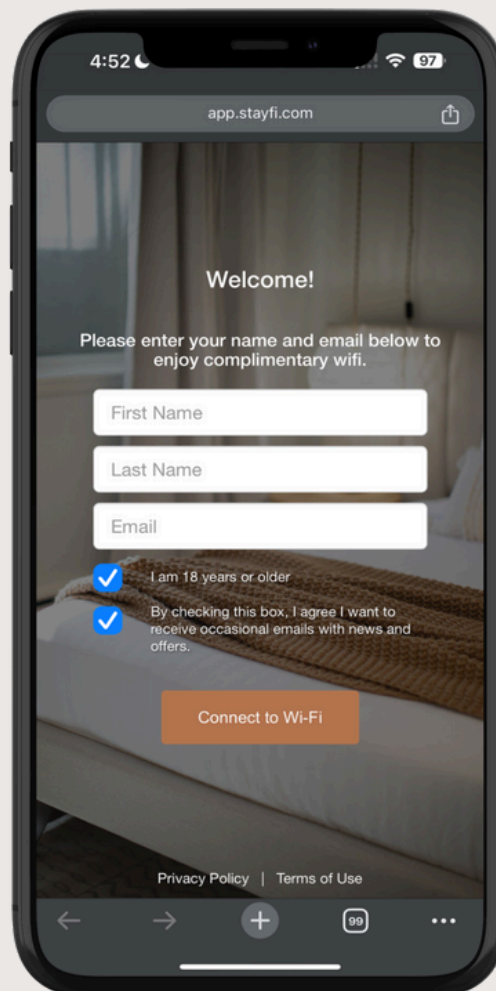 4:52
97
app.stayfi.com
Welcome!
Please enter your name and email below to
enjoy complimentary wifi.
First Name
Last Name
Email
I am 18 years or older
By checking this box, I agree I want to
receive occasional emails with news and
offers.
Connect to Wi-Fi
Privacy Policy | Terms of Use
99